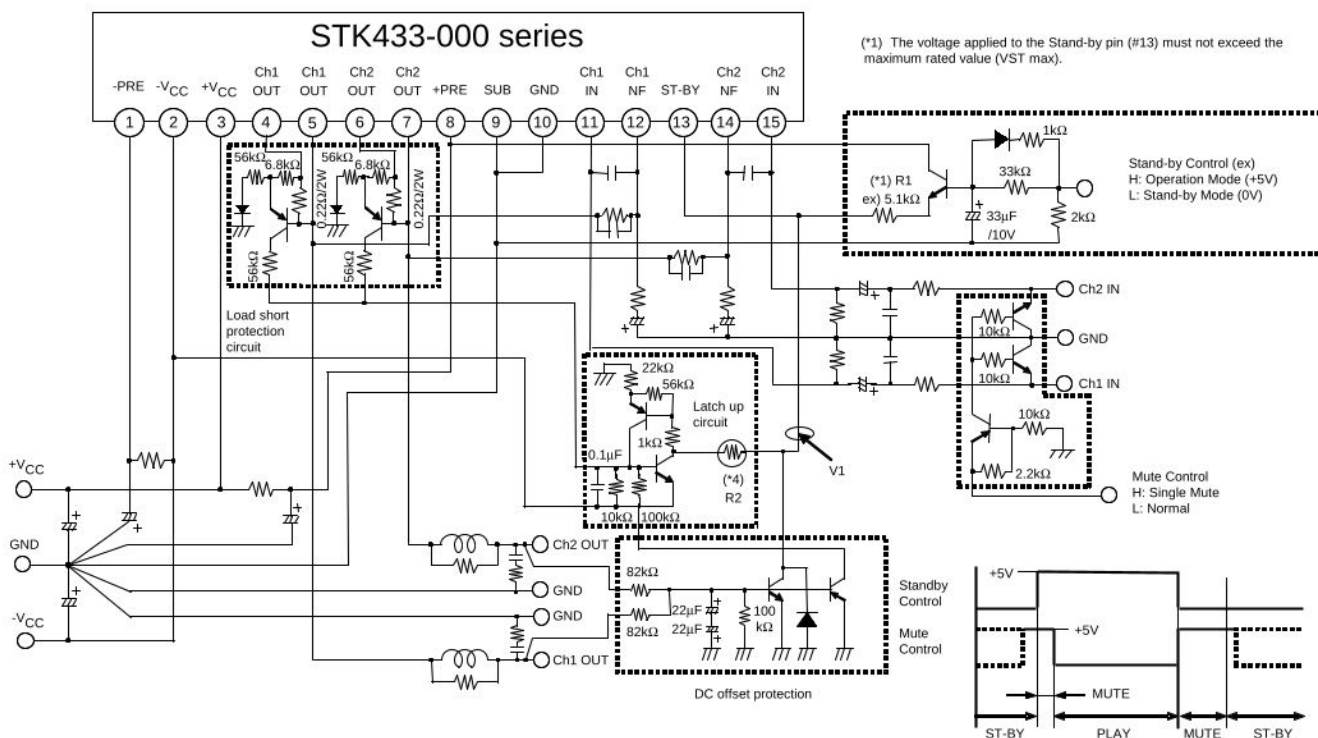 STK433-000 series
(*1) The voltage applied to the Stand-by pin (#13) must not exceed the
maximum rated value (VST max).
-PRE
-VCC
+VCC
Ch1
OUT
Ch1
OUT
Ch2
OUT
Ch2
OUT
+PRE
SUB
GND
Ch1
IN
Ch1
NF
ST-BY
Ch2
NF
Ch2
IN
1
2
3
4
5
6
7
8
9
10
11
12
13
14
15
56kΩ
6.8kΩ
56kΩ
6.8kΩ
0.22Ω/2W
0.22Ω/2W
56kΩ
56kΩ
Load short
protection
circuit
1kΩ
33kΩ
(*1) R1
ex) 5.1kΩ
33µF
/10V
2kΩ
Stand-by Control (ex)
H: Operation Mode (+5V)
L: Stand-by Mode (0V)
Ch2 IN
10kΩ
GND
10kΩ
Ch1 IN
10kΩ
2.2kΩ
Mute Control
H: Single Mute
L: Normal
22kΩ
56kΩ
Latch up
circuit
1kΩ
0.1µF
(*4)
R2
10kΩ
100kΩ
V1
+VCC
GND
-VCC
Ch2 OUT
GND
GND
Ch1 OUT
82kΩ
82kΩ
22µF
22µF
100
kΩ
DC offset protection
Standby
Control
+5V
Mute
Control
+5V
MUTE
ST-BY
PLAY
MUTE
ST-BY